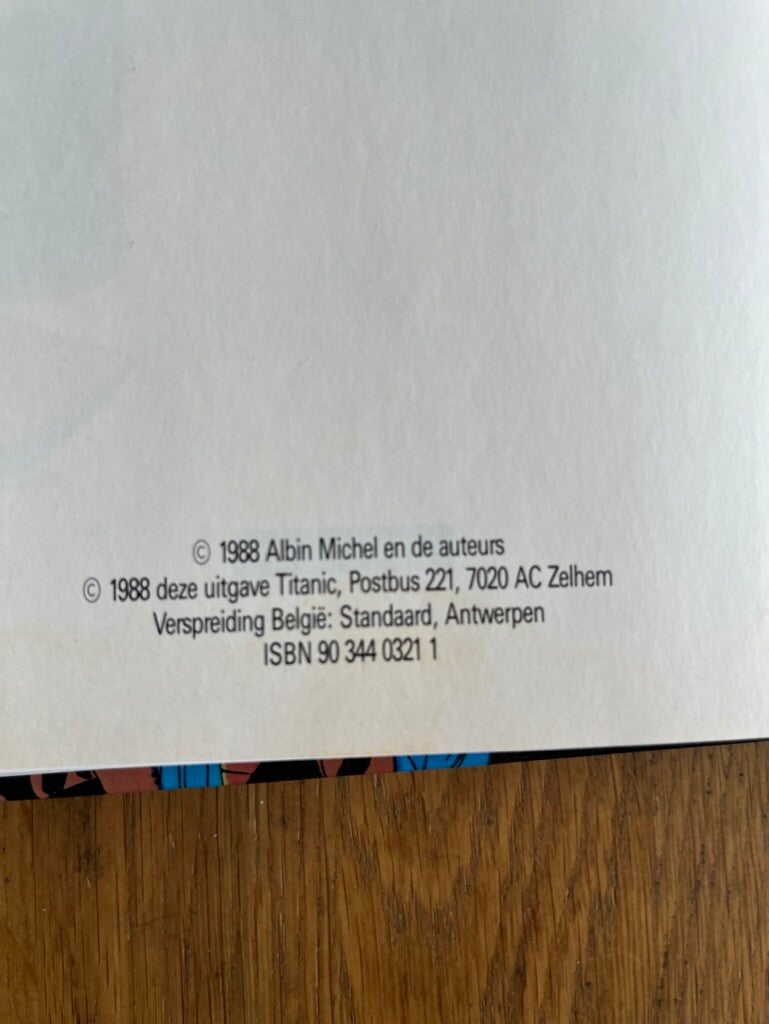 © 1988 Albin Michel en de auteurs
© 1988 deze uitgave Titanic, Postbus 221, 7020 AC Zelhem
Verspreiding België: Standaard, Antwerpen
ISBN 90 344 0321 1